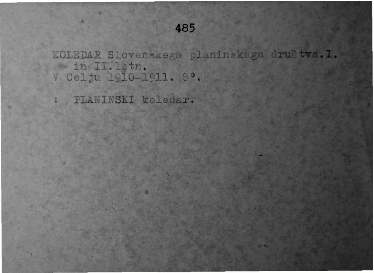 485
KOLEDAR Slovenskega planinskega društva.I.
in II.letn.
V Celju 1910-1911. 8°.
: PLANINSKI koledar.